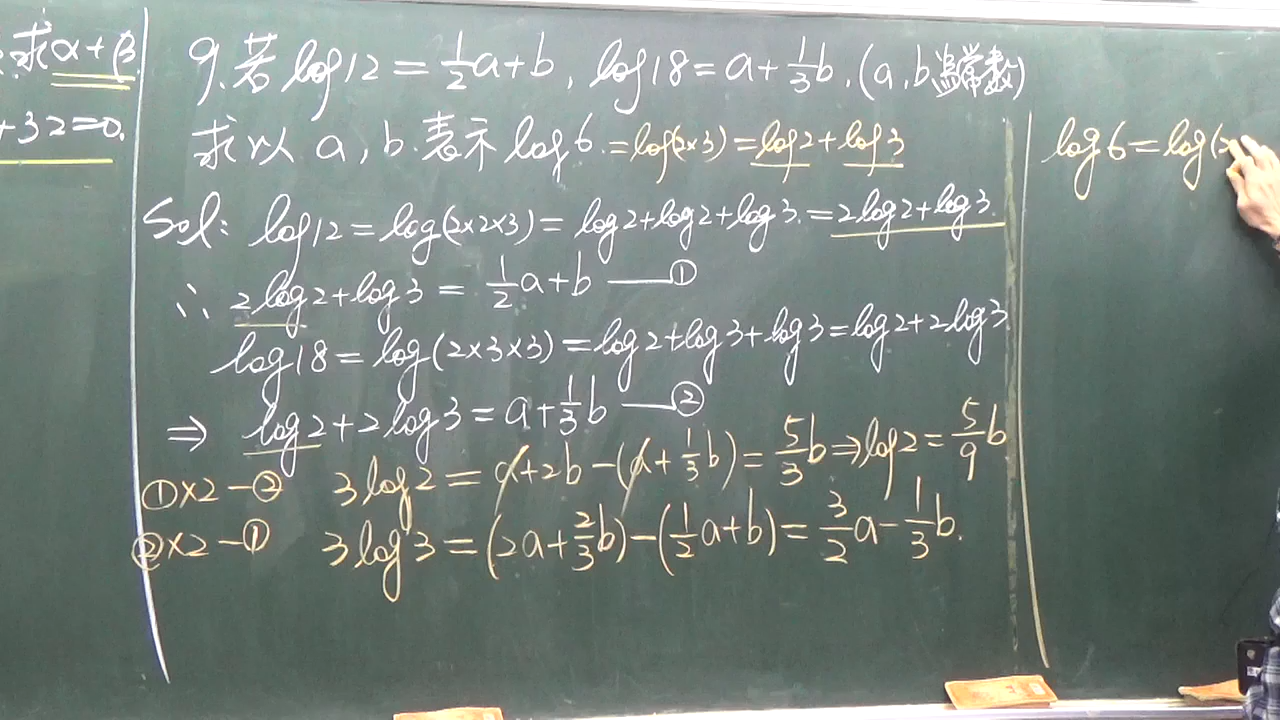 求α+β
+32=0.
9.若 log12 = 1/2a+b, log18 = a+1/3b. (a,b為常數)
求以 a, b 表示 log6. =log(2×3) = log2+log3
Sol: log12 = log(2×2×3) = log2+log2+log3. = 2log2+log3.
∴ 2log2+log3 = 1/2a+b ——①
log18 = log(2×3×3) = log2+log3+log3 = log2+2log3
⇒ log2+2log3 = a+1/3b ——②
①×2-② 3log2 = a+2b-(a+1/3b) = 5/3b ⇒ log2 = 5/9b
②×2-① 3log3 = (2a+2/3b)-(1/2a+b) = 3/2a-1/3b.
log6 = log(2